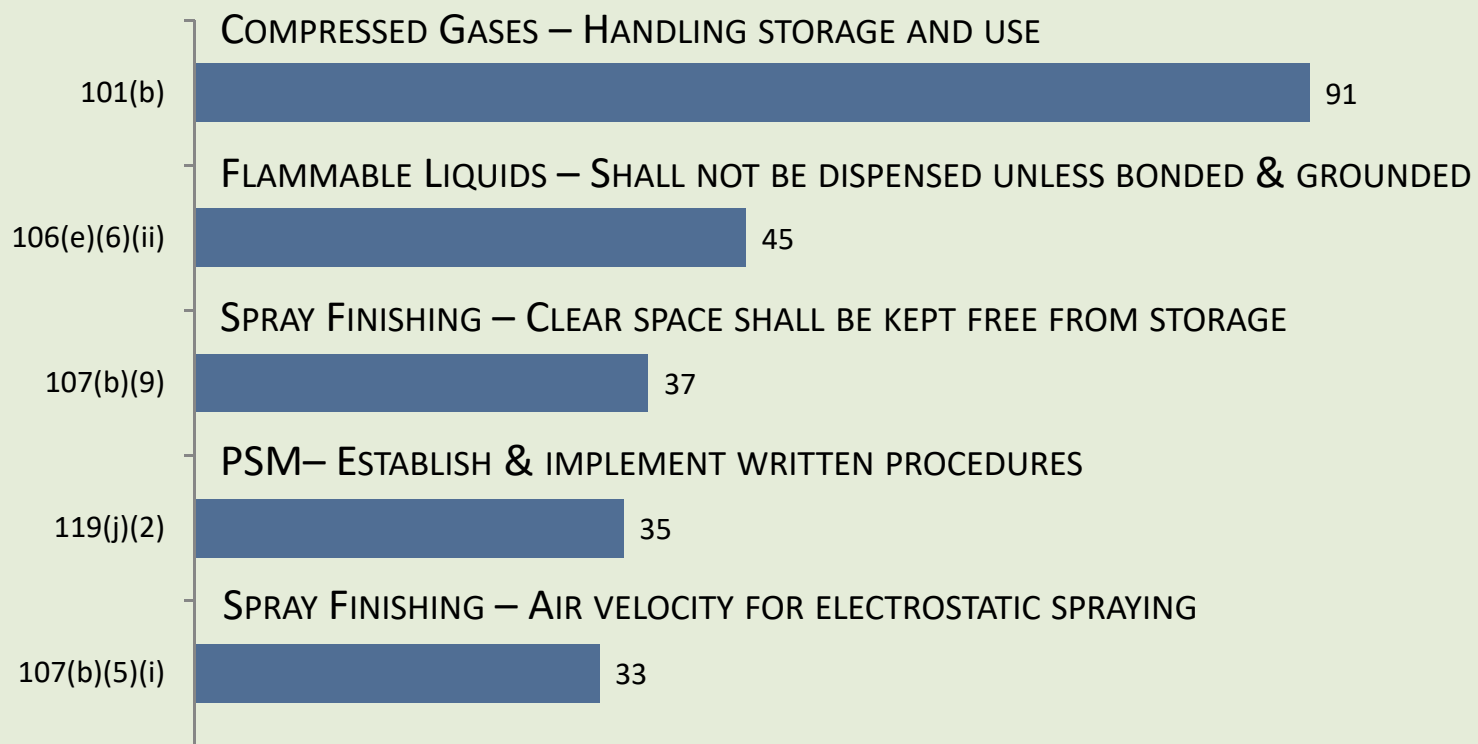 COMPRESSED GASES – HANDLING STORAGE AND USE
101(b) 91
FLAMMABLE LIQUIDS – SHALL NOT BE DISPENSED UNLESS BONDED & GROUNDED
106(e)(6)(ii) 45
SPRAY FINISHING – CLEAR SPACE SHALL BE KEPT FREE FROM STORAGE
107(b)(9) 37
PSM– ESTABLISH & IMPLEMENT WRITTEN PROCEDURES
119(j)(2) 35
SPRAY FINISHING – AIR VELOCITY FOR ELECTROSTATIC SPRAYING
107(b)(5)(i) 33